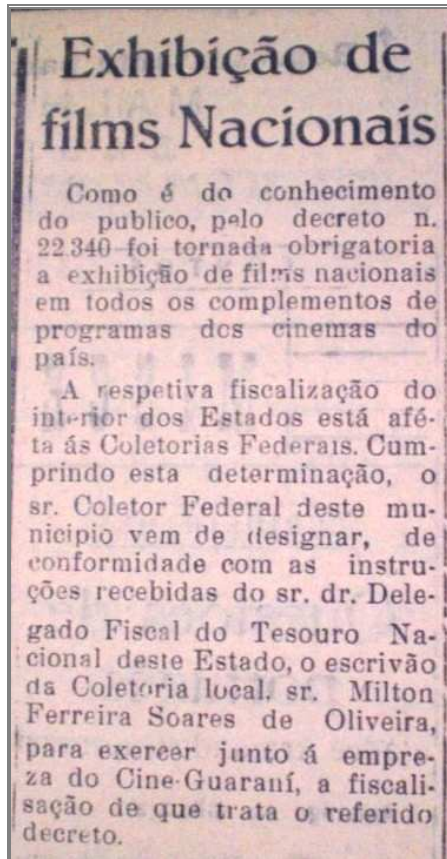 Exhibição de
films Nacionais
Como é do conhecimento
do publico, pelo decreto n.
22.340 foi tornada obrigatoria
a exhibição de films nacionais
em todos os complementos de
programas dos cinemas do
país.
A respetiva fiscalização do
interior dos Estados está afé-
ta ás Coletorias Federais. Cum-
prindo esta determinação, o
sr. Coletor Federal deste mu-
nicipio vem de designar, de
conformidade com as instru-
ções recebidas do sr. dr. Dele-
gado Fiscal do Tesouro Na-
cional deste Estado, o escrivão
da Coletoria local, sr. Milton
Ferreira Soares de Oliveira,
para exercer junto á empre-
za do Cine-Guaraní, a fiscali-
sação de que trata o referido
decreto.